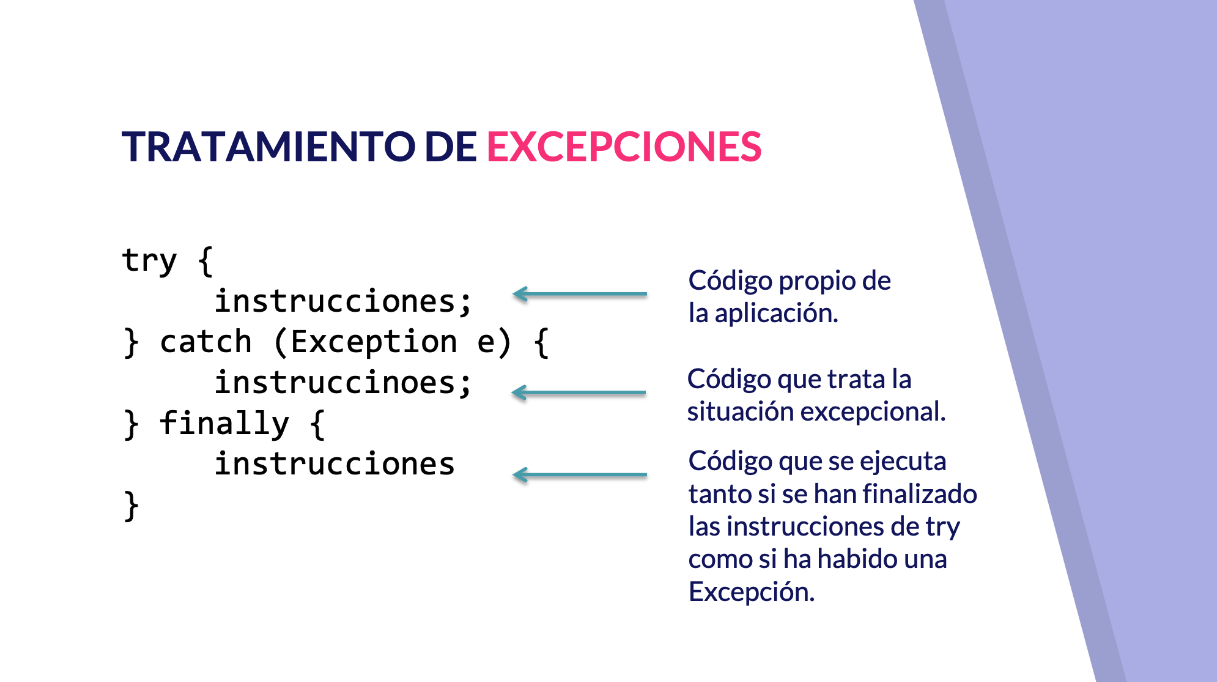 TRATAMIENTO DE EXCEPCIONES
try {
instrucciones;
} catch (Exception e) {
instruccinoes;
} finally {
instrucciones
}
Código propio de
la aplicación.
Código que trata la
situación excepcional.
Código que se ejecuta
tanto si se han finalizado
las instrucciones de try
como si ha habido una
Excepción.